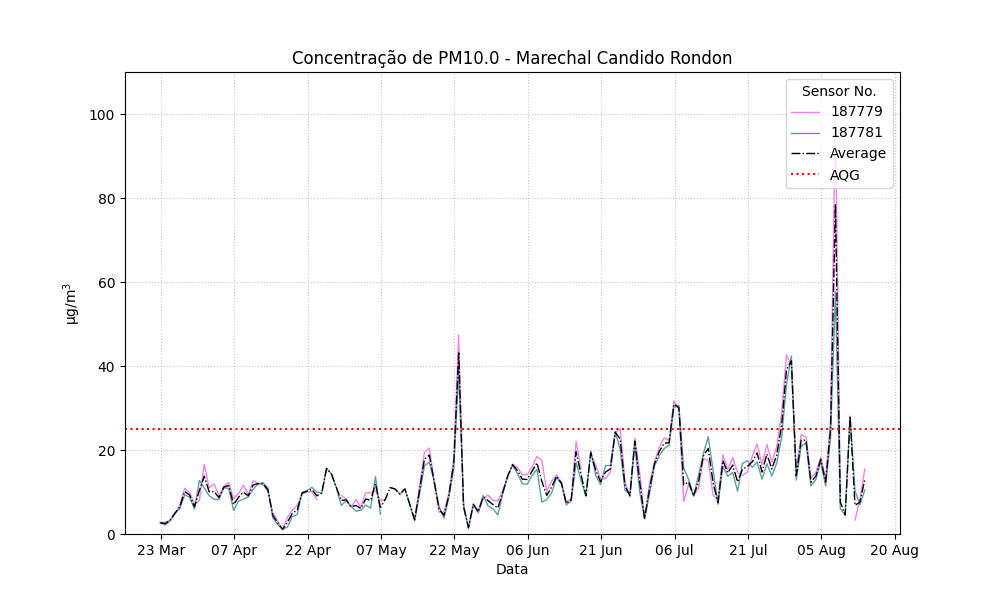 Concentração de PM10.0 - Marechal Candido Rondon
Sensor No.
187779
187781
Average
AQG
100
80
60
40
20
0
µg/m³
23 Mar 07 Apr 22 Apr 07 May 22 May 06 Jun 21 Jun 06 Jul 21 Jul 05 Aug 20 Aug
Data